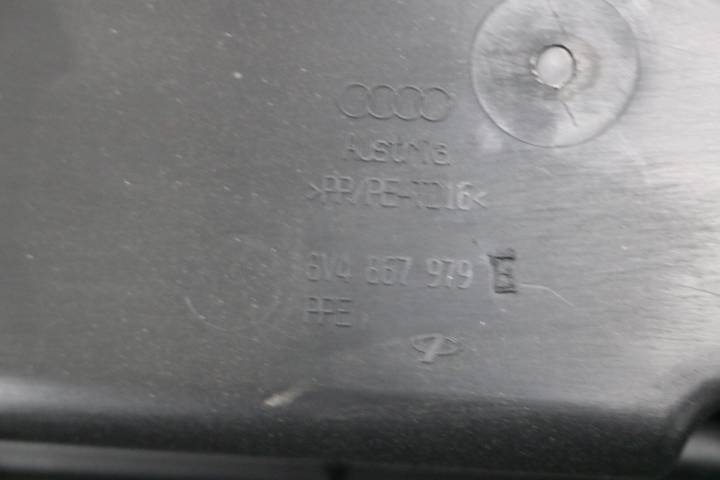 Austria
>PP/PE-TD16<
8V4 867 979
PPE